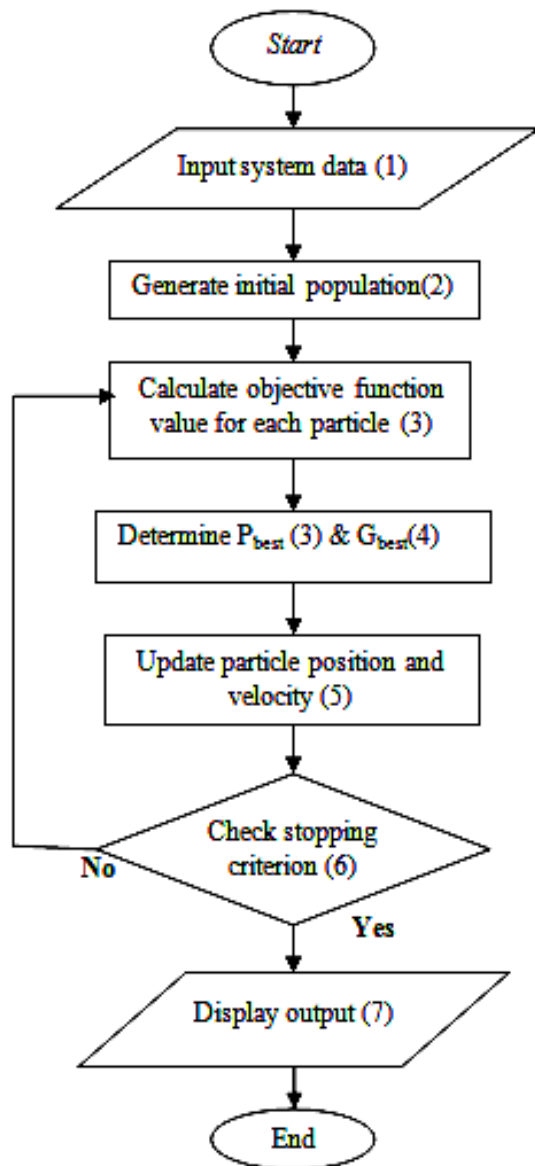 Start
Input system data (1)
Generate initial population(2)
Calculate objective function
value for each particle (3)
Determine Pbest (3) & Gbest(4)
Update particle position and
velocity (5)
Check stopping
criterion (6)
No
Yes
Display output (7)
End